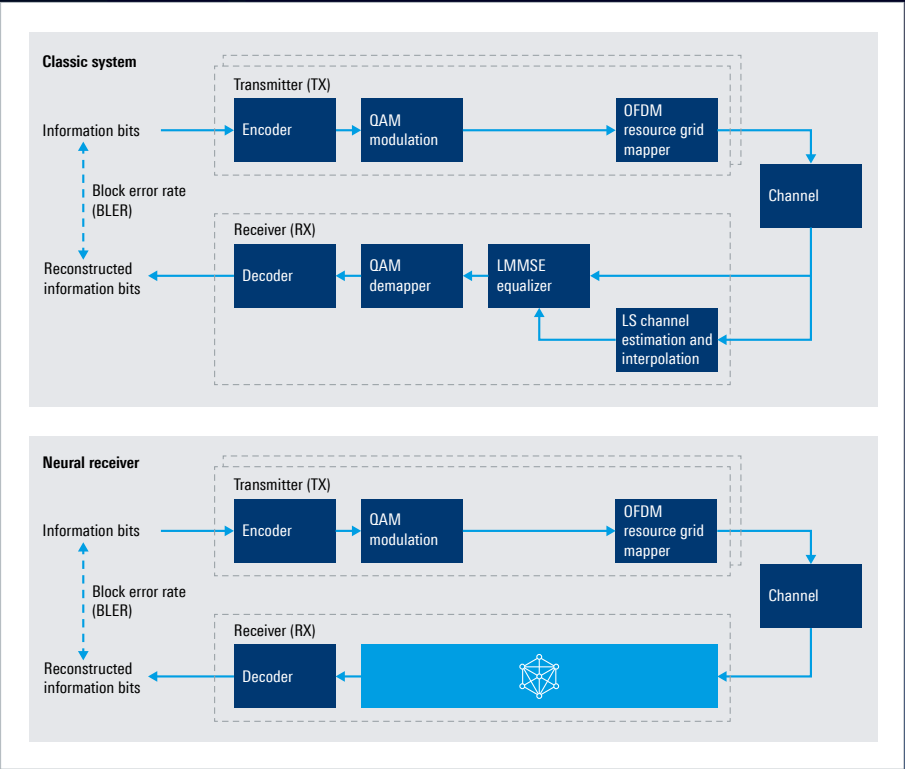 Classic system
Transmitter (TX)
Information bits
Encoder
QAM
modulation
OFDM
resource grid
mapper
Channel
Block error rate
(BLER)
Receiver (RX)
Reconstructed
information bits
Decoder
QAM
demapper
LMMSE
equalizer
LS channel
estimation and
interpolation
Neural receiver
Transmitter (TX)
Information bits
Encoder
QAM
modulation
OFDM
resource grid
mapper
Channel
Block error rate
(BLER)
Receiver (RX)
Reconstructed
information bits
Decoder